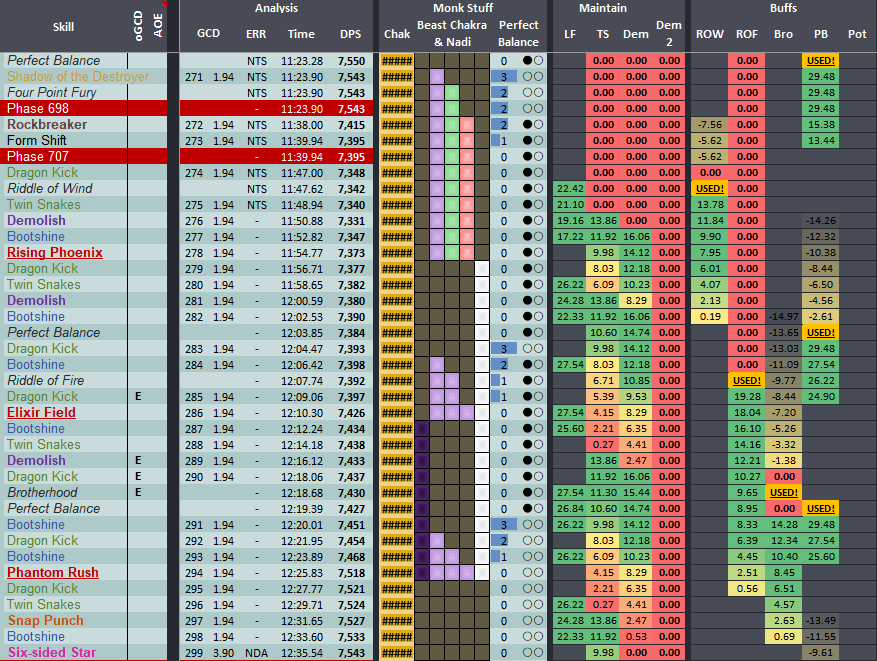 Analysis Monk Stuff Maintain Buffs
Skill oGCD AOE GCD ERR Time DPS Chak Beast Chakra & Nadi Perfect Balance LF TS Dem Dem 2 ROW ROF Bro PB Pot
Perfect Balance NTS 11:23.28 7,550 ##### 0 0.00 0.00 0.00 0.00 USED!
Shadow of the Destroyer 271 1.94 NTS 11:23.90 7,543 ##### 3 0.00 0.00 0.00 0.00 29.48
Four Point Fury NTS 11:23.90 7,543 ##### 2 0.00 0.00 0.00 0.00 29.48
Phase 698 - 11:23.90 7,543 ##### 2 0.00 0.00 0.00 0.00 29.48
Rockbreaker 272 1.94 NTS 11:38.00 7,415 ##### 2 0.00 0.00 0.00 -7.56 0.00 15.38
Form Shift 273 1.94 NTS 11:39.94 7,395 ##### 1 0.00 0.00 0.00 -5.62 0.00 13.44
Phase 707 - 11:39.94 7,395 ##### 0 0.00 0.00 0.00 -5.62 0.00
Dragon Kick 274 1.94 NTS 11:47.00 7,348 ##### 0 0.00 0.00 0.00 0.00 0.00
Riddle of Wind NTS 11:47.62 7,342 ##### 0 22.42 0.00 0.00 0.00 USED! 0.00
Twin Snakes 275 1.94 NTS 11:48.94 7,340 ##### 0 21.10 0.00 0.00 0.00 13.78 0.00
Demolish 276 1.94 - 11:50.88 7,331 ##### 0 19.16 13.86 0.00 0.00 11.84 0.00 -14.26
Bootshine 277 1.94 - 11:52.82 7,347 ##### 0 17.22 11.92 16.06 0.00 9.90 0.00 -12.32
Rising Phoenix 278 1.94 - 11:54.77 7,373 ##### 0 9.98 14.12 0.00 7.95 0.00 -10.38
Dragon Kick 279 1.94 - 11:56.71 7,377 ##### 0 8.03 12.18 0.00 6.01 0.00 -8.44
Twin Snakes 280 1.94 - 11:58.65 7,382 ##### 0 26.22 6.09 10.23 0.00 4.07 0.00 -6.50
Demolish 281 1.94 - 12:00.59 7,380 ##### 0 24.28 13.86 8.29 0.00 2.13 0.00 -4.56
Bootshine 282 1.94 - 12:02.53 7,390 ##### 0 22.33 11.92 16.06 0.00 0.19 0.00 -14.97 -2.61
Perfect Balance - 12:03.85 7,384 ##### 0 10.60 14.74 0.00 0.00 -13.65 USED!
Dragon Kick 283 1.94 - 12:04.47 7,393 ##### 3 9.98 14.12 0.00 0.00 -13.03 29.48
Bootshine 284 1.94 - 12:06.42 7,398 ##### 2 27.54 8.03 12.18 0.00 0.00 -11.09 27.54
Riddle of Fire - 12:07.74 7,392 ##### 1 6.71 10.85 0.00 USED! -9.77 26.22
Dragon Kick E 285 1.94 - 12:09.06 7,397 ##### 1 5.39 9.53 0.00 19.28 -8.44 24.90
Elixir Field 286 1.94 - 12:10.30 7,426 ##### 0 27.54 4.15 8.29 0.00 18.04 -7.20
Bootshine 287 1.94 - 12:12.24 7,434 ##### 0 25.60 2.21 6.35 0.00 16.10 -5.26
Twin Snakes 288 1.94 - 12:14.18 7,438 ##### 0 0.27 4.41 0.00 14.16 -3.32
Demolish E 289 1.94 - 12:16.12 7,433 ##### 0 13.86 2.47 0.00 12.21 -1.38
Dragon Kick E 290 1.94 - 12:18.06 7,437 ##### 0 11.92 16.06 0.00 10.27 0.00
Brotherhood E - 12:18.68 7,430 ##### 0 27.54 11.30 15.44 0.00 9.65 USED!
Perfect Balance - 12:19.39 7,427 ##### 0 26.84 10.60 14.74 0.00 8.95 0.00 USED!
Bootshine 291 1.94 - 12:20.01 7,451 ##### 3 26.22 9.98 14.12 0.00 8.33 14.28 29.48
Dragon Kick 292 1.94 - 12:21.95 7,454 ##### 2 8.03 12.18 0.00 6.39 12.34 27.54
Bootshine 293 1.94 - 12:23.89 7,468 ##### 1 26.22 6.09 10.23 0.00 4.45 10.40 25.60
Phantom Rush 294 1.94 - 12:25.83 7,518 ##### 0 4.15 8.29 0.00 2.51 8.45
Dragon Kick 295 1.94 - 12:27.77 7,521 ##### 0 2.21 6.35 0.00 0.56 6.51
Twin Snakes 296 1.94 - 12:29.71 7,524 ##### 0 26.22 0.27 4.41 0.00 4.57
Snap Punch 297 1.94 - 12:31.65 7,527 ##### 0 24.28 13.86 2.47 0.00 2.63 -13.49
Bootshine 298 1.94 - 12:33.60 7,533 ##### 0 22.33 11.92 0.53 0.00 0.69 -11.55
Six-sided Star 299 3.90 NDA 12:35.54 7,543 ##### 0 9.98 0.00 0.00 -9.61